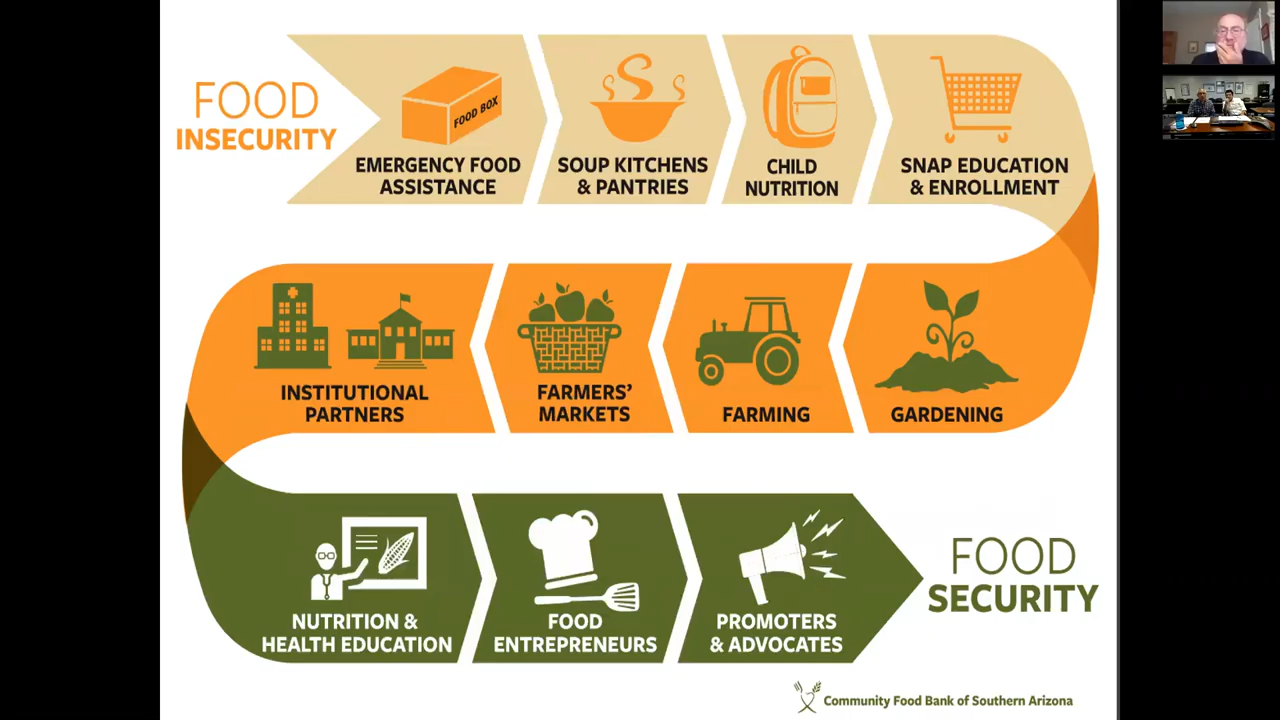 FOOD
INSECURITY
FOOD BOX
EMERGENCY FOOD
ASSISTANCE
SOUP KITCHENS
& PANTRIES
CHILD
NUTRITION
SNAP EDUCATION
& ENROLLMENT
INSTITUTIONAL
PARTNERS
FARMERS’
MARKETS
FARMING
GARDENING
NUTRITION &
HEALTH EDUCATION
FOOD
ENTREPRENEURS
PROMOTERS
& ADVOCATES
FOOD
SECURITY
Community Food Bank of Southern Arizona